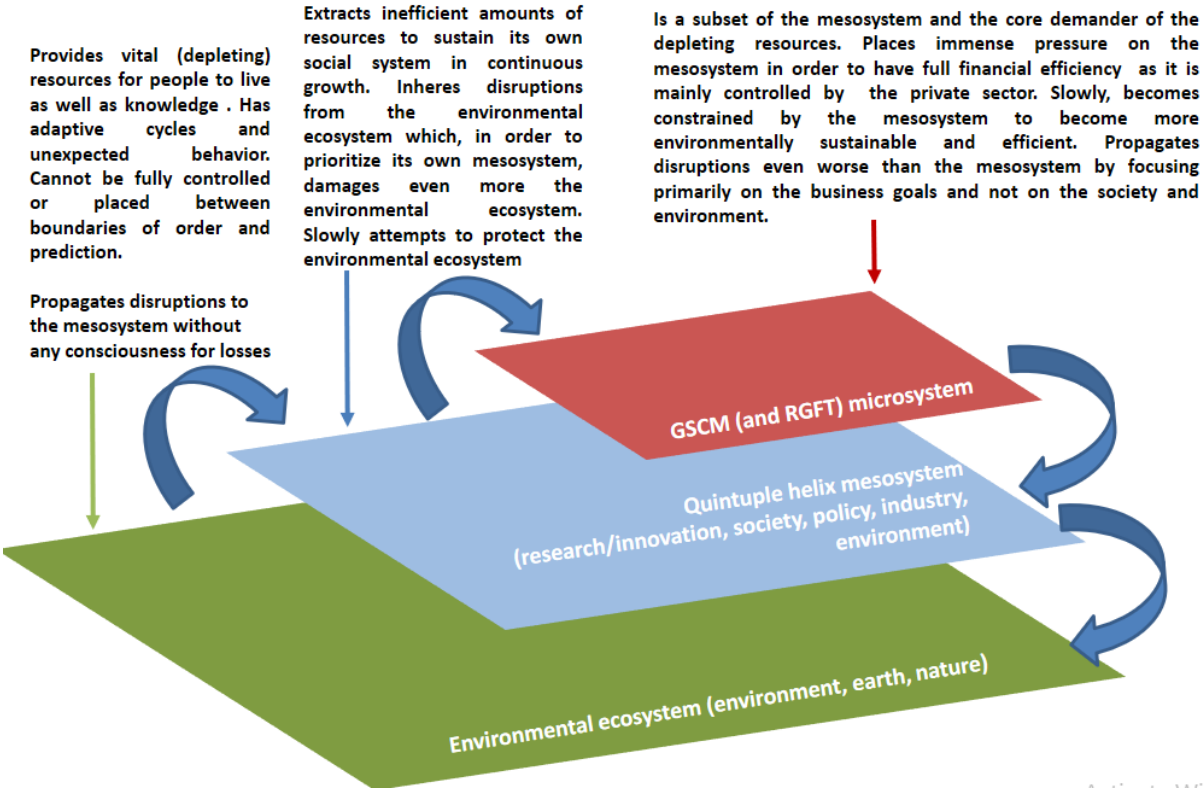 Provides vital (depleting)
resources for people to live
as well as knowledge . Has
adaptive cycles and
unexpected behavior.
Cannot be fully controlled
or placed between
boundaries of order and
prediction.
Propagates disruptions to
the mesosystem without
any consciousness for losses
Extracts inefficient amounts of
resources to sustain its own
social system in continuous
growth. Inheres disruptions
from the environmental
ecosystem which, in order to
prioritize its own mesosystem,
damages even more the
environmental ecosystem.
Slowly attempts to protect the
environmental ecosystem
Is a subset of the mesosystem and the core demander of the
depleting resources. Places immense pressure on the
mesosystem in order to have full financial efficiency as it is
mainly controlled by the private sector. Slowly, becomes
constrained by the mesosystem to become more
environmentally sustainable and efficient. Propagates
disruptions even worse than the mesosystem by focusing
primarily on the business goals and not on the society and
environment.
GSCM (and RGFT) microsystem
Quintuple helix mesosystem
(research/innovation, society, policy, industry,
environment)
Environmental ecosystem (environment, earth, nature)